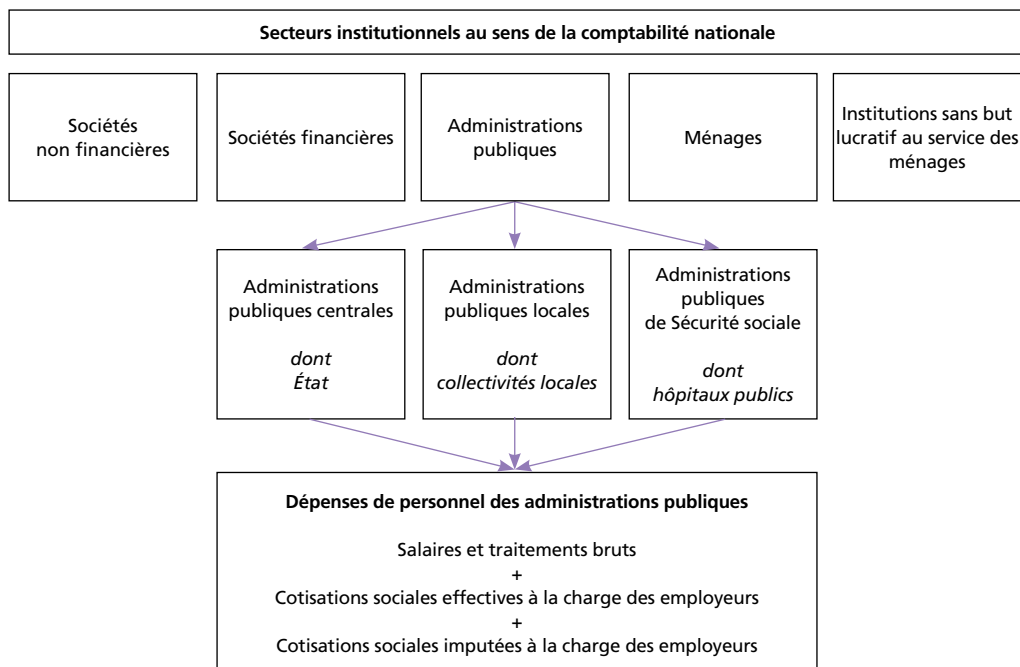 Secteurs institutionnels au sens de la comptabilité nationale
Sociétés
non financières
Sociétés financières
Administrations
publiques
Ménages
Institutions sans but
lucratif au service des
ménages
Administrations
publiques centrales
dont
État
Administrations
publiques locales
dont
collectivités locales
Administrations
publiques
de Sécurité sociale
dont
hôpitaux publics
Dépenses de personnel des administrations publiques
Salaires et traitements bruts
+
Cotisations sociales effectives à la charge des employeurs
+
Cotisations sociales imputées à la charge des employeurs